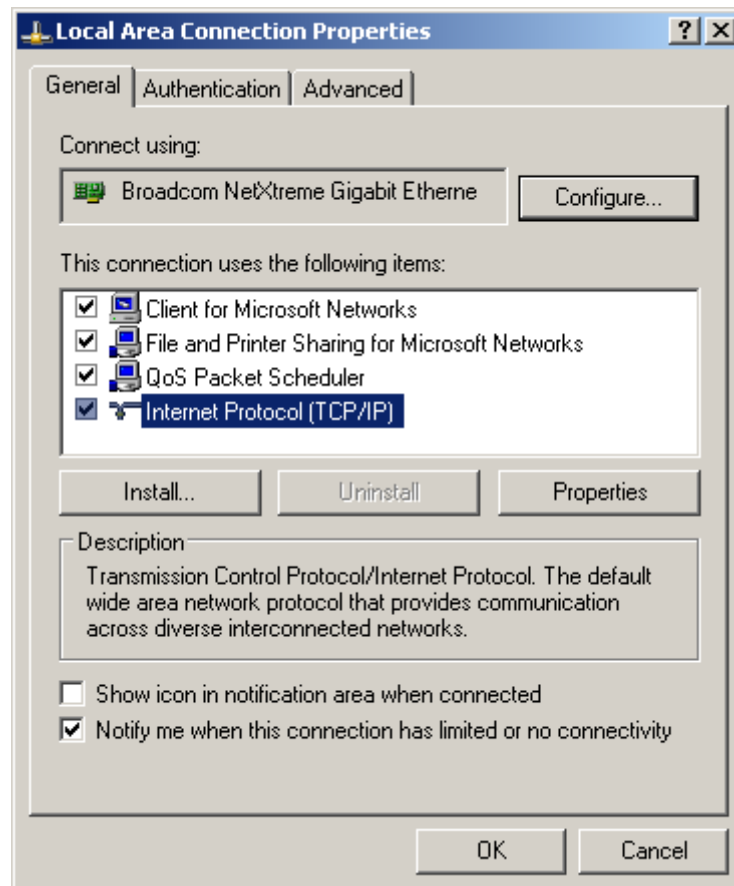 Local Area Connection Properties
General Authentication Advanced
Connect using:
Broadcom NetXtreme Gigabit Etherne
Configure...
This connection uses the following items:
Client for Microsoft Networks
File and Printer Sharing for Microsoft Networks
QoS Packet Scheduler
Internet Protocol (TCP/IP)
Install... Uninstall Properties
Description
Transmission Control Protocol/Internet Protocol. The default
wide area network protocol that provides communication
across diverse interconnected networks.
Show icon in notification area when connected
Notify me when this connection has limited or no connectivity
OK Cancel